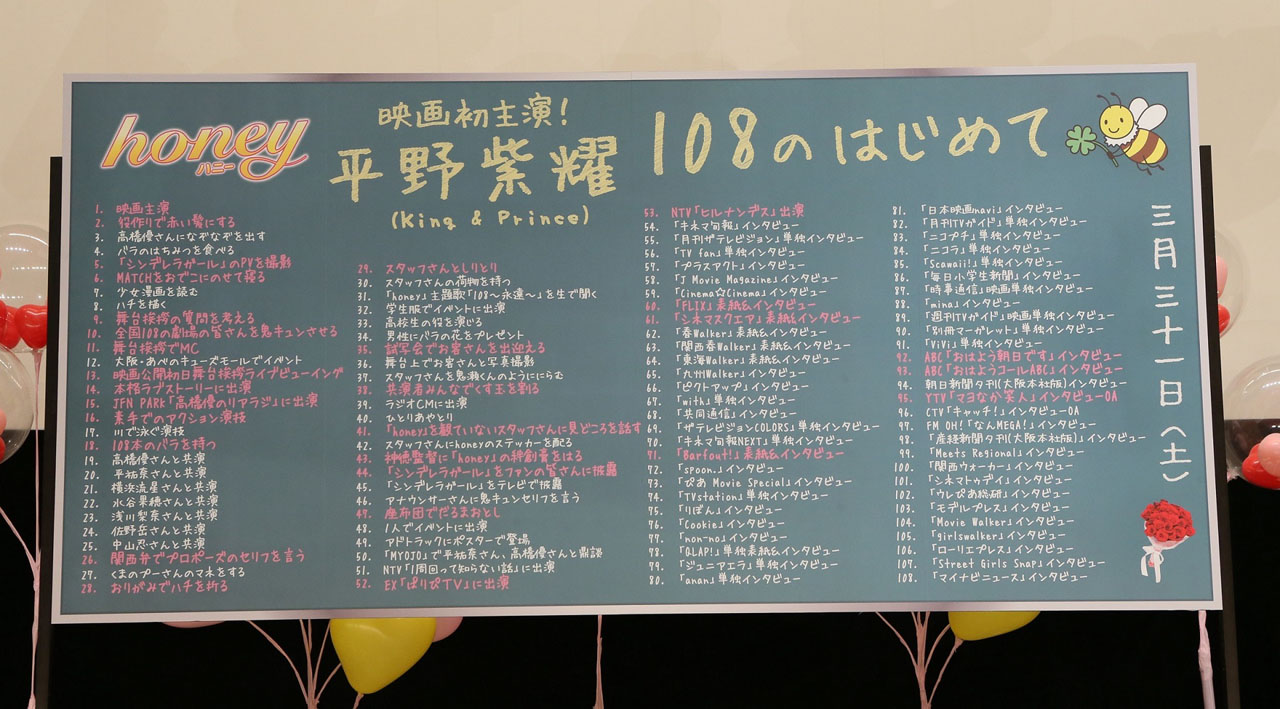 honey
ハニー
映画初主演!
平野紫耀
(King & Prince)
108のはじめて
1. 映画主演
2. 役作りで赤い髪にする
3. 高橋優さんになぞなぞを出す
4. バラのはちみつを食べる
5. 「シンデレラガール」のPVを撮影
6. MATCHをおでこにのせて寝る
7. 少女漫画を読む
8. ハチを描く
9. 舞台挨拶の質問を考える
10. 全国108の劇場の皆さんを鬼キュンさせる
11. 舞台挨拶でMC
12. 大阪・あべのキューズモールでイベント
13. 映画公開初日舞台挨拶ライブビューイング
14. 本格ラブストーリーに出演
15. JFN PARK「高橋優のリアラジ」に出演
16. 素手でのアクション演技
17. 川で泳ぐ演技
18. 108本のバラを持つ
19. 高橋優さんと共演
20. 平祐奈さんと共演
21. 横浜流星さんと共演
22. 水谷果穂さんと共演
23. 浅川梨奈さんと共演
24. 佐野岳さんと共演
25. 中山忍さんと共演
26. 関西弁でプロポーズのセリフを言う
27. くまのプーさんのマネをする
28. おりがみでハチを折る
29. スタッフさんとしりとり
30. スタッフさんの荷物を持つ
31. 「honey」主題歌「108〜永遠〜」を生で聞く
32. 学生服でイベントに出演
33. 高校生の役を演じる
34. 男性にバラの花をプレゼント
35. 試写会でお客さんを出迎える
36. 舞台上でお客さんと写真撮影
37. スタッフさんを鬼瀬くんのようににらむ
38. 共演者みんなでくす玉を割る
39. ラジオCMに出演
40. ひとりあやとり
41. 「honey」を観ていないスタッフさんに見どころを話す
42. スタッフさんにhoneyのステッカーを配る
43. 神徳監督に「honey」の絆創膏をはる
44. 「シンデレラガール」をファンの皆さんに披露
45. 「シンデレラガール」をテレビで披露
46. アナウンサーさんに鬼キュンセリフを言う
47. 座布団でだるまおとし
48. 1人でイベントに出演
49. アドトラックにポスターで登場
50. 「MYOJO」で平祐奈さん、高橋優さんと鼎談
51. NTV「1周回って知らない話」に出演
52. EX「ぱりぴTV」に出演
53. NTV「ヒルナンデス」出演
54. 「キネマ旬報」インタビュー
55. 「月刊ザテレビジョン」単独インタビュー
56. 「TV fan」単独インタビュー
57. 「プラスアクト」インタビュー
58. 「J Movie Magazine」インタビュー
59. 「Cinema☆Cinema」インタビュー
60. 「FLIX」表紙&インタビュー
61. 「シネマスクエア」表紙&インタビュー
62. 「春Walker」表紙&インタビュー
63. 「関西春Walker」表紙&インタビュー
64. 「東海Walker」表紙&インタビュー
65. 「九州Walker」インタビュー
66. 「ピクトアップ」インタビュー
67. 「with」単独インタビュー
68. 「共同通信」インタビュー
69. 「ザテレビジョンCOLORS」単独インタビュー
70. 「キネマ旬報NEXT」単独インタビュー
71. 「Barfout!」表紙&インタビュー
72. 「spoon.」インタビュー
73. 「ぴあ Movie Special」インタビュー
74. 「TVstation」単独インタビュー
75. 「りぼん」インタビュー
76. 「Cookie」インタビュー
77. 「non-no」インタビュー
78. 「QLAP!」単独表紙&インタビュー
79. 「ジュニアエラ」単独インタビュー
80. 「anan」単独インタビュー
81. 「日本映画navi」インタビュー
82. 「月刊TVガイド」単独インタビュー
83. 「ニコプチ」単独インタビュー
84. 「ニコラ」単独インタビュー
85. 「Scawaii!」単独インタビュー
86. 「毎日小学生新聞」インタビュー
87. 「時事通信」映画単独インタビュー
88. 「mina」インタビュー
89. 「週刊TVガイド」映画単独インタビュー
90. 「別冊マーガレット」単独インタビュー
91. 「ViVi」単独インタビュー
92. ABC「おはよう朝日です」インタビュー
93. ABC「おはようコールABC」インタビュー
94. 朝日新聞夕刊(大阪本社版)インタビュー
95. YTV「マヨなか笑人」インタビューOA
96. CTV「キャッチ!」インタビューOA
97. FM OH!「なんMEGA!」インタビュー
98. 「産経新聞夕刊(大阪本社版)」インタビュー
99. 「Meets Regional」インタビュー
100. 「関西ウォーカー」インタビュー
101. 「シネマトゥデイ」インタビュー
102. 「ウレぴあ総研」インタビュー
103. 「モデルプレス」インタビュー
104. 「Movie Walker」インタビュー
105. 「girlswalker」インタビュー
106. 「ローリエプレス」インタビュー
107. 「Street Girls Snap」インタビュー
108. 「マイナビニュース」インタビュー
三月三十一日(土)